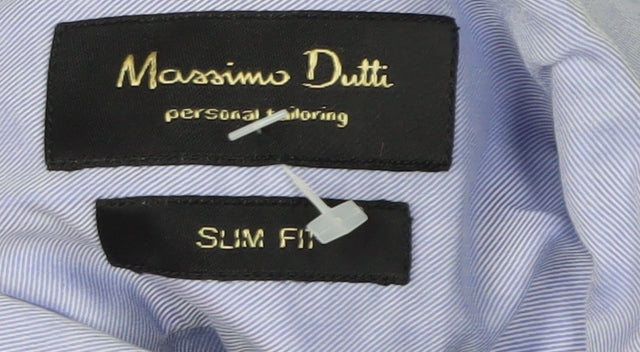 Massimo Dutti
personal tailoring
SLIM FIT